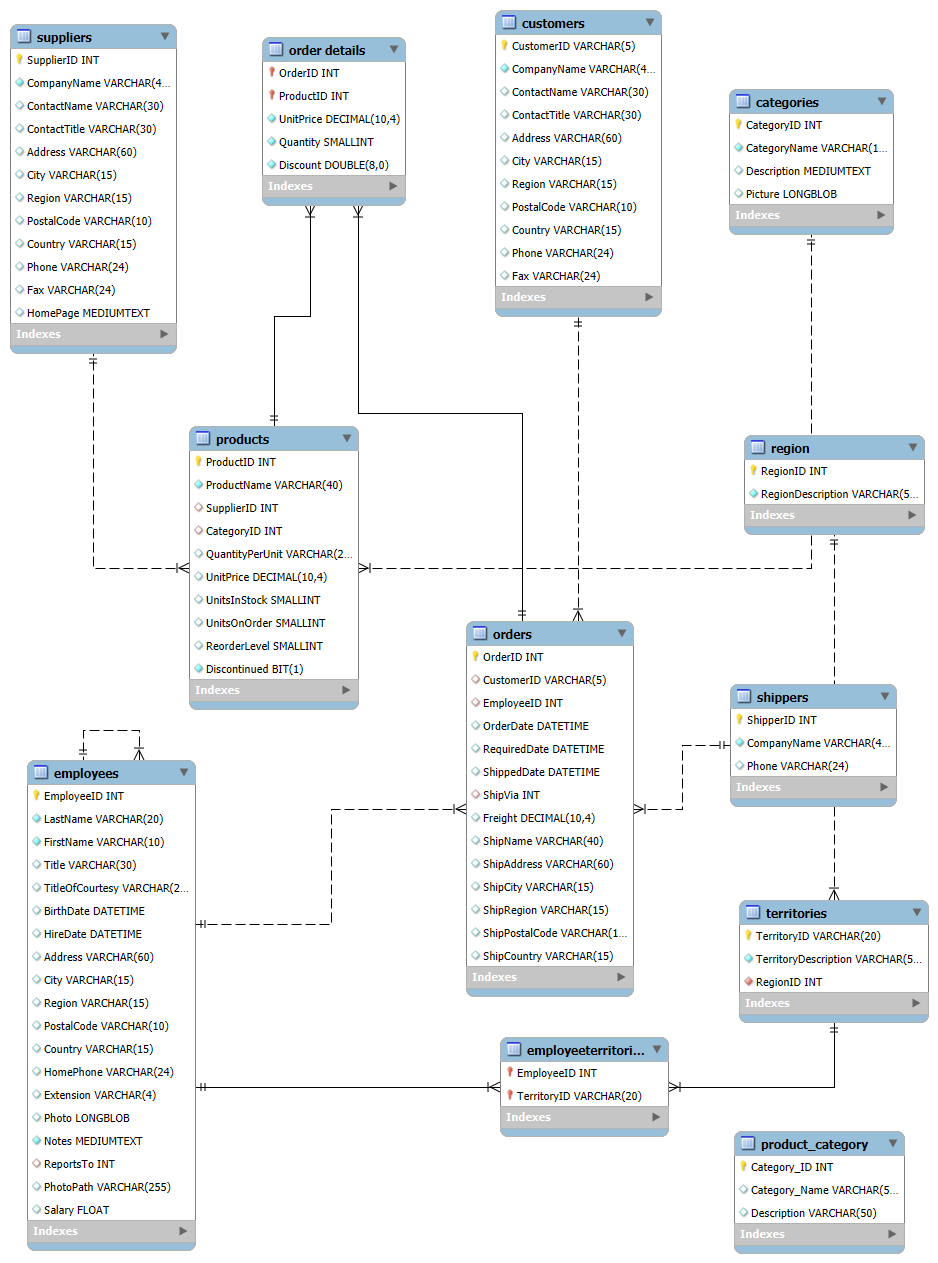 suppliers
SupplierID INT
CompanyName VARCHAR(4...
ContactName VARCHAR(30)
ContactTitle VARCHAR(30)
Address VARCHAR(60)
City VARCHAR(15)
Region VARCHAR(15)
PostalCode VARCHAR(10)
Country VARCHAR(15)
Phone VARCHAR(24)
Fax VARCHAR(24)
HomePage MEDIUMTEXT
Indexes
order details
OrderID INT
ProductID INT
UnitPrice DECIMAL(10,4)
Quantity SMALLINT
Discount DOUBLE(8,0)
Indexes
customers
CustomerID VARCHAR(5)
CompanyName VARCHAR(4...
ContactName VARCHAR(30)
ContactTitle VARCHAR(30)
Address VARCHAR(60)
City VARCHAR(15)
Region VARCHAR(15)
PostalCode VARCHAR(10)
Country VARCHAR(15)
Phone VARCHAR(24)
Fax VARCHAR(24)
Indexes
categories
CategoryID INT
CategoryName VARCHAR(1...
Description MEDIUMTEXT
Picture LONGBLOB
Indexes
products
ProductID INT
ProductName VARCHAR(40)
SupplierID INT
CategoryID INT
QuantityPerUnit VARCHAR(2...
UnitPrice DECIMAL(10,4)
UnitsInStock SMALLINT
UnitsOnOrder SMALLINT
ReorderLevel SMALLINT
Discontinued BIT(1)
Indexes
region
RegionID INT
RegionDescription VARCHAR(5...
Indexes
orders
OrderID INT
CustomerID VARCHAR(5)
EmployeeID INT
OrderDate DATETIME
RequiredDate DATETIME
ShippedDate DATETIME
ShipVia INT
Freight DECIMAL(10,4)
ShipName VARCHAR(40)
ShipAddress VARCHAR(60)
ShipCity VARCHAR(15)
ShipRegion VARCHAR(15)
ShipPostalCode VARCHAR(1...
ShipCountry VARCHAR(15)
Indexes
shippers
ShipperID INT
CompanyName VARCHAR(4...
Phone VARCHAR(24)
Indexes
employees
EmployeeID INT
LastName VARCHAR(20)
FirstName VARCHAR(10)
Title VARCHAR(30)
TitleOfCourtesy VARCHAR(2...
BirthDate DATETIME
HireDate DATETIME
Address VARCHAR(60)
City VARCHAR(15)
Region VARCHAR(15)
PostalCode VARCHAR(10)
Country VARCHAR(15)
HomePhone VARCHAR(24)
Extension VARCHAR(4)
Photo LONGBLOB
Notes MEDIUMTEXT
ReportsTo INT
PhotoPath VARCHAR(255)
Salary FLOAT
Indexes
territories
TerritoryID VARCHAR(20)
TerritoryDescription VARCHAR(5...
RegionID INT
Indexes
employeeterritori...
EmployeeID INT
TerritoryID VARCHAR(20)
Indexes
product_category
Category_ID INT
Category_Name VARCHAR(5...
Description VARCHAR(50)
Indexes